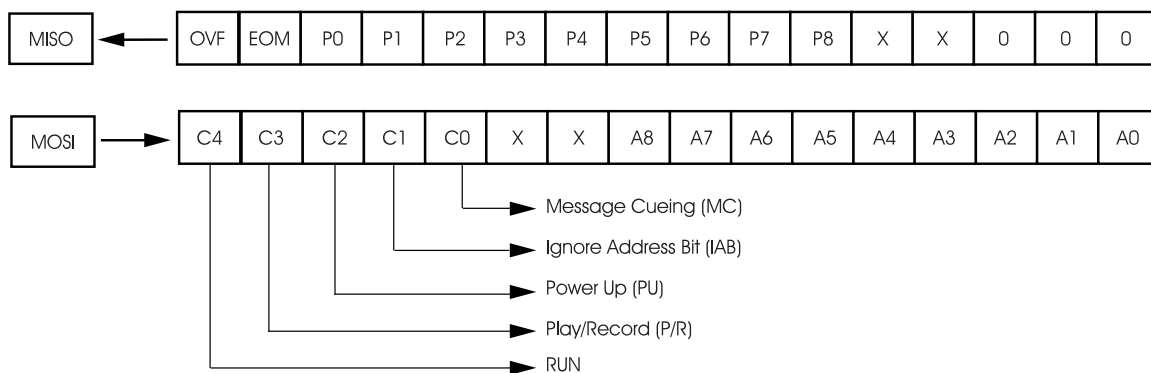 MISO OVF EOM P0 P1 P2 P3 P4 P5 P6 P7 P8 X X 0 0 0
MOSI C4 C3 C2 C1 C0 X X A8 A7 A6 A5 A4 A3 A2 A1 A0
Message Cueing (MC)
Ignore Address Bit (IAB)
Power Up (PU)
Play/Record (P/R)
RUN